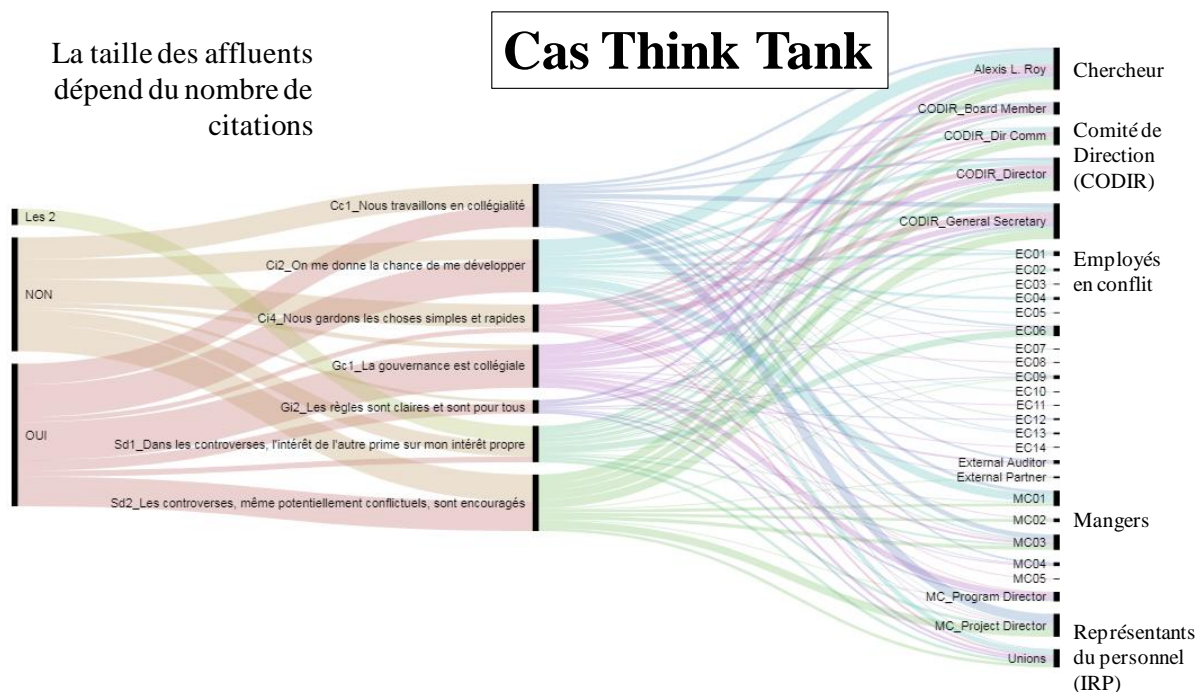 Cas Think Tank
La taille des affluents
dépend du nombre de
citations
Les 2
NON
OUI
Cc1_Nous travaillons en collégialité
Ci2_On me donne la chance de me développer
Ci4_Nous gardons les choses simples et rapides
Gc1_La gouvernance est collégiale
Gi2_Les règles sont claires et sont pour tous
Sd1_Dans les controverses, l'intérêt de l'autre prime sur mon intérêt propre
Sd2_Les controverses, même potentiellement conflictuels, sont encouragés
Alexis L. Roy
CODIR_Board Member
CODIR_Dir Comm
CODIR_Director
CODIR_General Secretary
EC01
EC02
EC03
EC04
EC05
EC06
EC07
EC08
EC09
EC10
EC11
EC12
EC13
EC14
External Auditor
External Partner
MC01
MC02
MC03
MC04
MC05
MC_Program Director
MC_Project Director
Unions
Chercheur
Comité de
Direction
(CODIR)
Employés
en conflit
Mangers
Représentants
du personnel
(IRP)